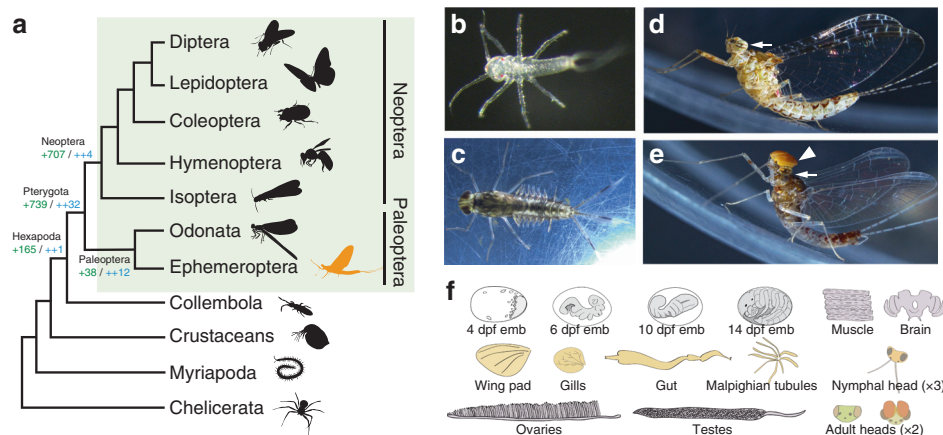 a
Diptera
Lepidoptera
Coleoptera
Hymenoptera
Isoptera
Odonata
Ephemeroptera
Collembola
Crustaceans
Myriapoda
Chelicerata
Neoptera
+707 / ++4
Pterygota
+739 / ++32
Hexapoda
+165 / ++1
Paleoptera
+38 / ++12
Neoptera
Paleoptera
b
c
d
e
f
4 dpf emb 6 dpf emb 10 dpf emb 14 dpf emb Muscle Brain
Wing pad Gills Gut Malpighian tubules Nymphal head (×3)
Ovaries Testes Adult heads (×2)